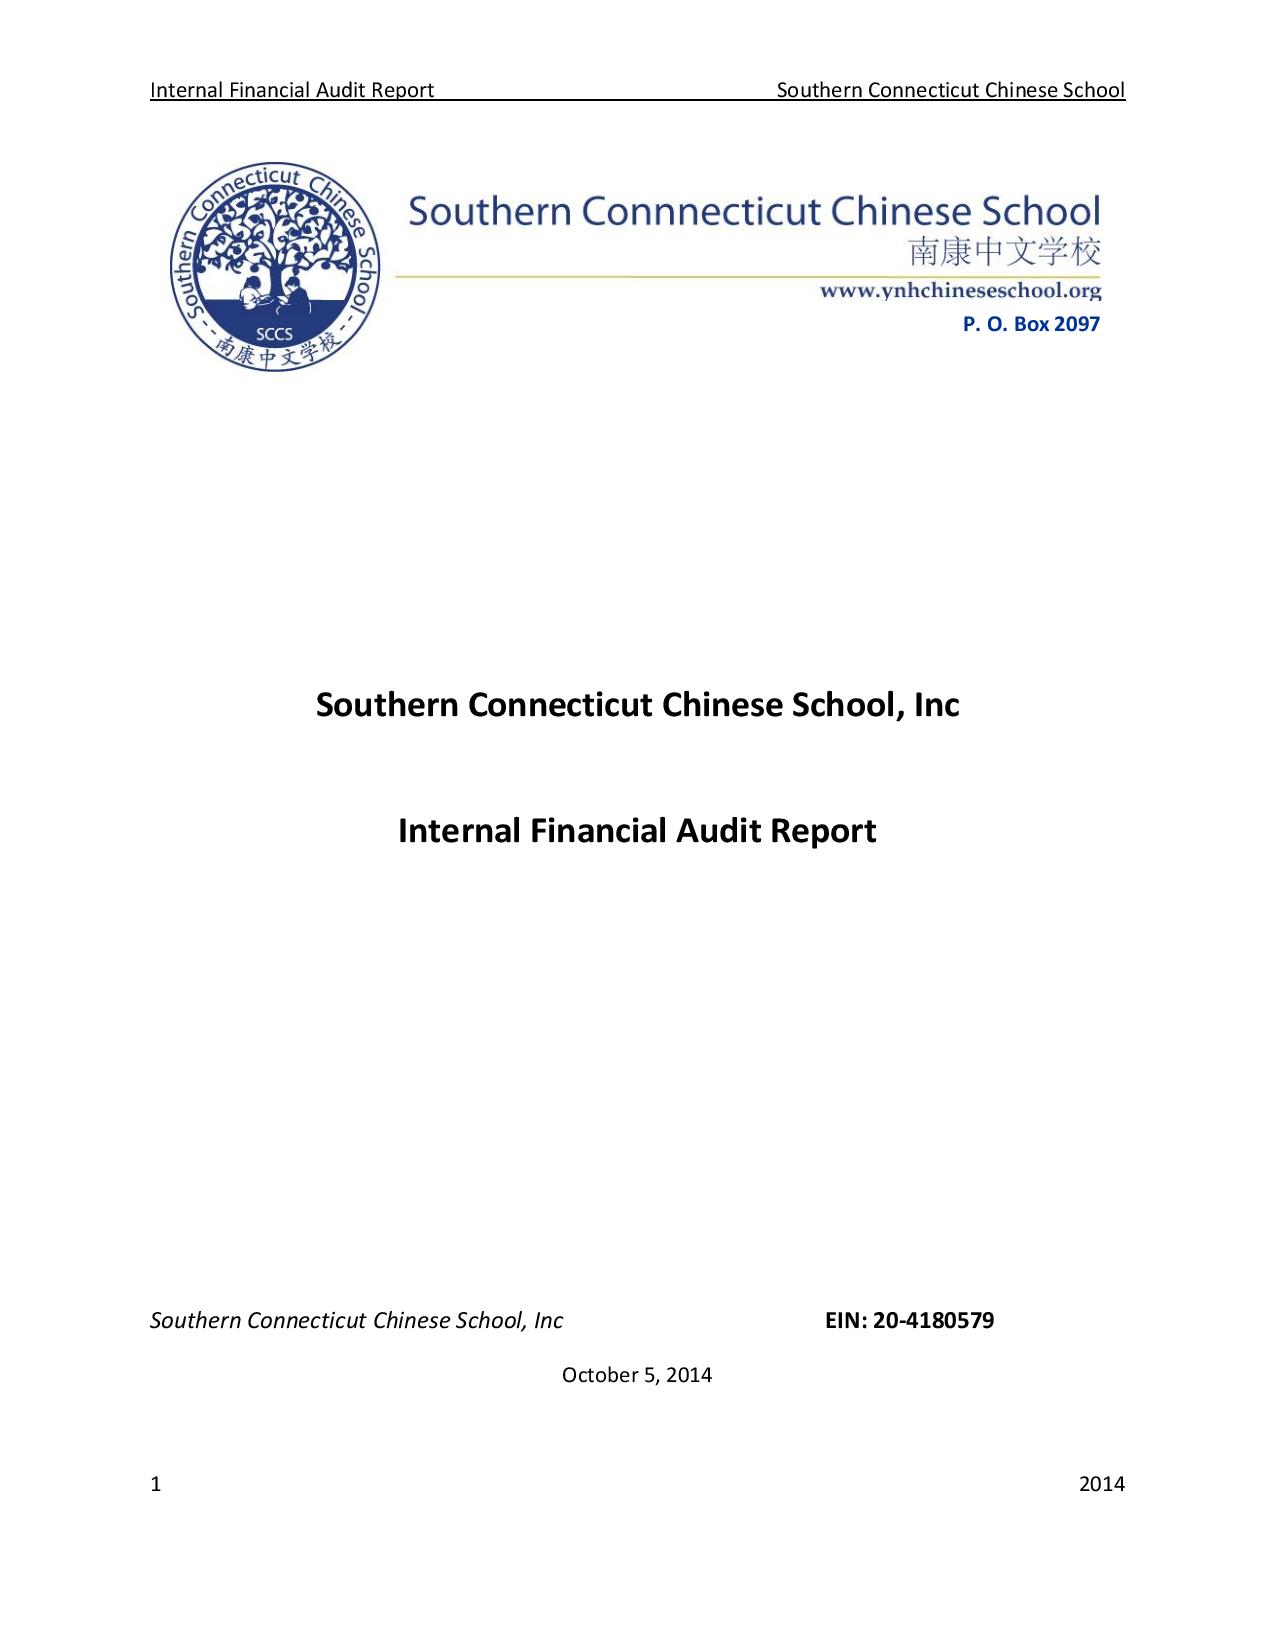 Internal Financial Audit Report Southern Connecticut Chinese School
Southern Connecticut Chinese School
SCCS
南康中文学校
Southern Connnecticut Chinese School
南康中文学校
www.ynhchineseschool.org
P. O. Box 2097
Southern Connecticut Chinese School, Inc
Internal Financial Audit Report
Southern Connecticut Chinese School, Inc EIN: 20-4180579
October 5, 2014
1 2014